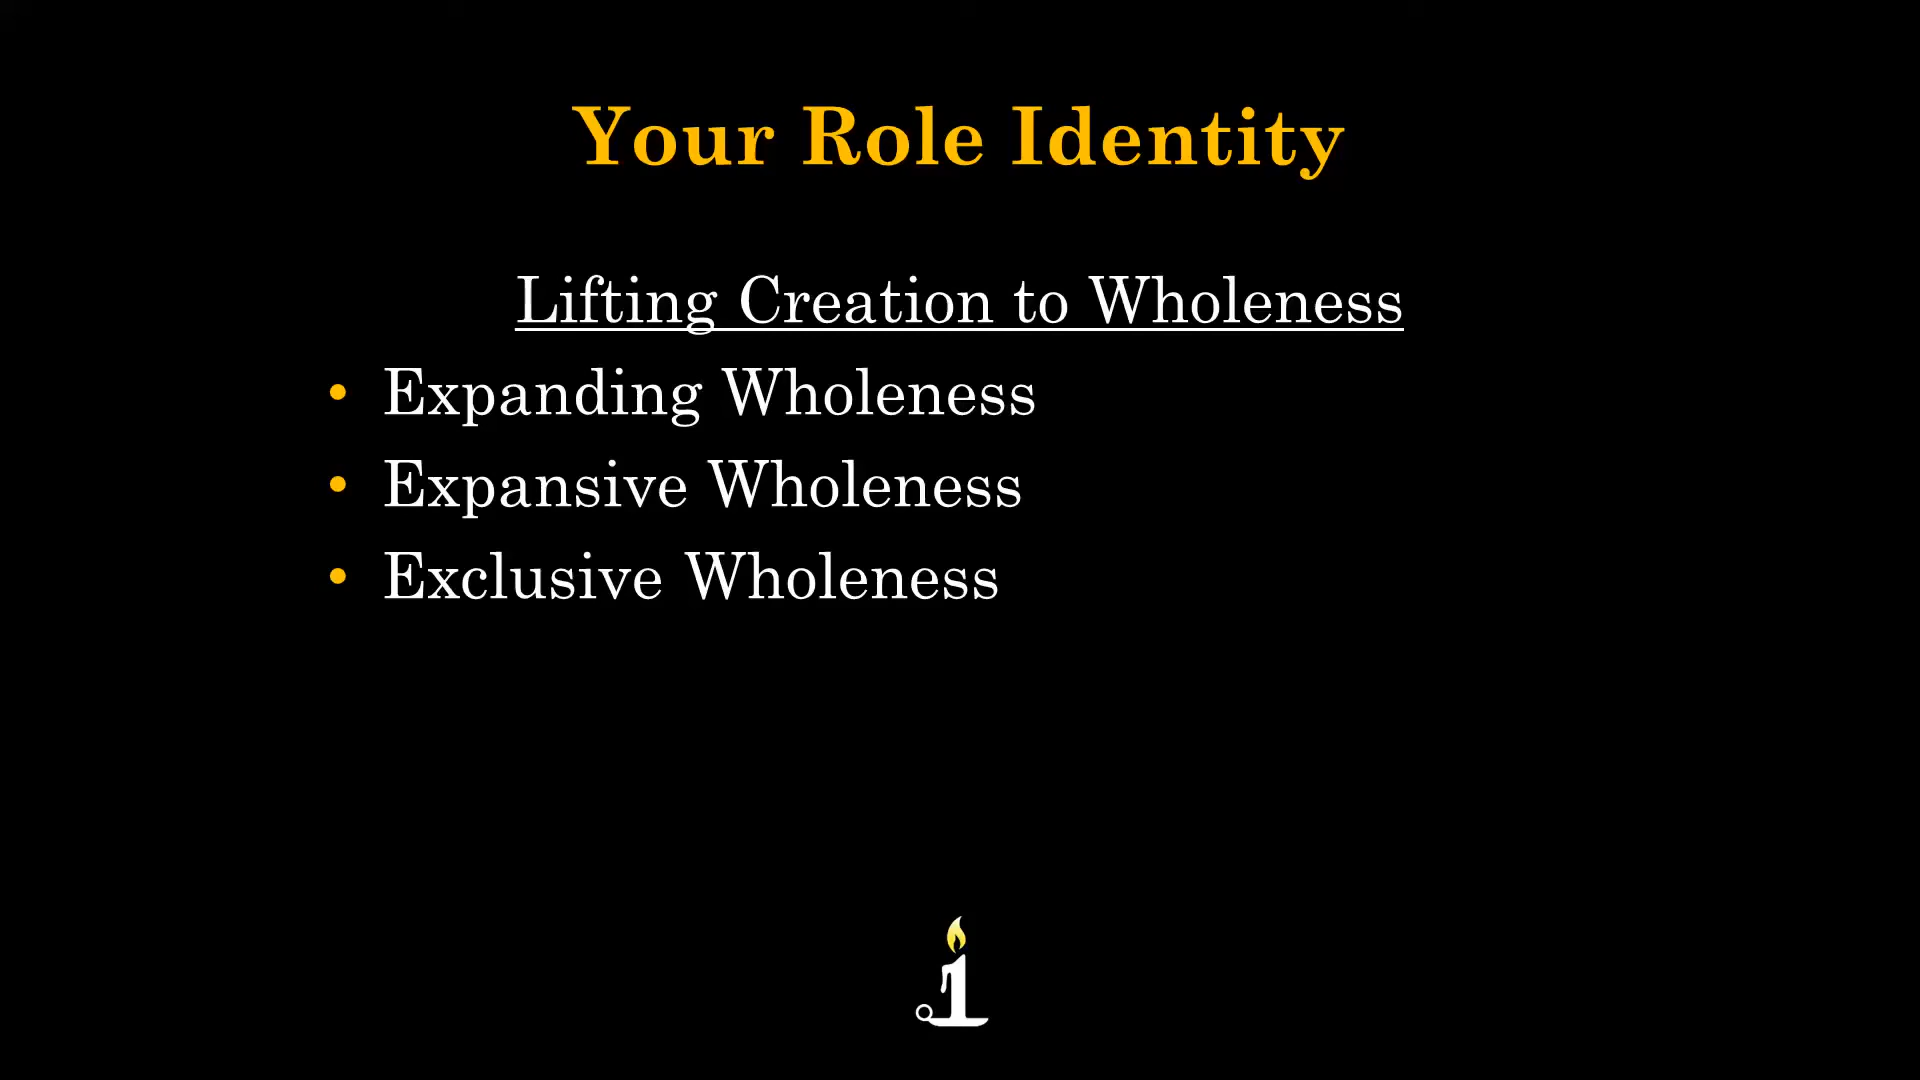 Your Role Identity
Lifting Creation to Wholeness
• Expanding Wholeness
• Expansive Wholeness
• Exclusive Wholeness